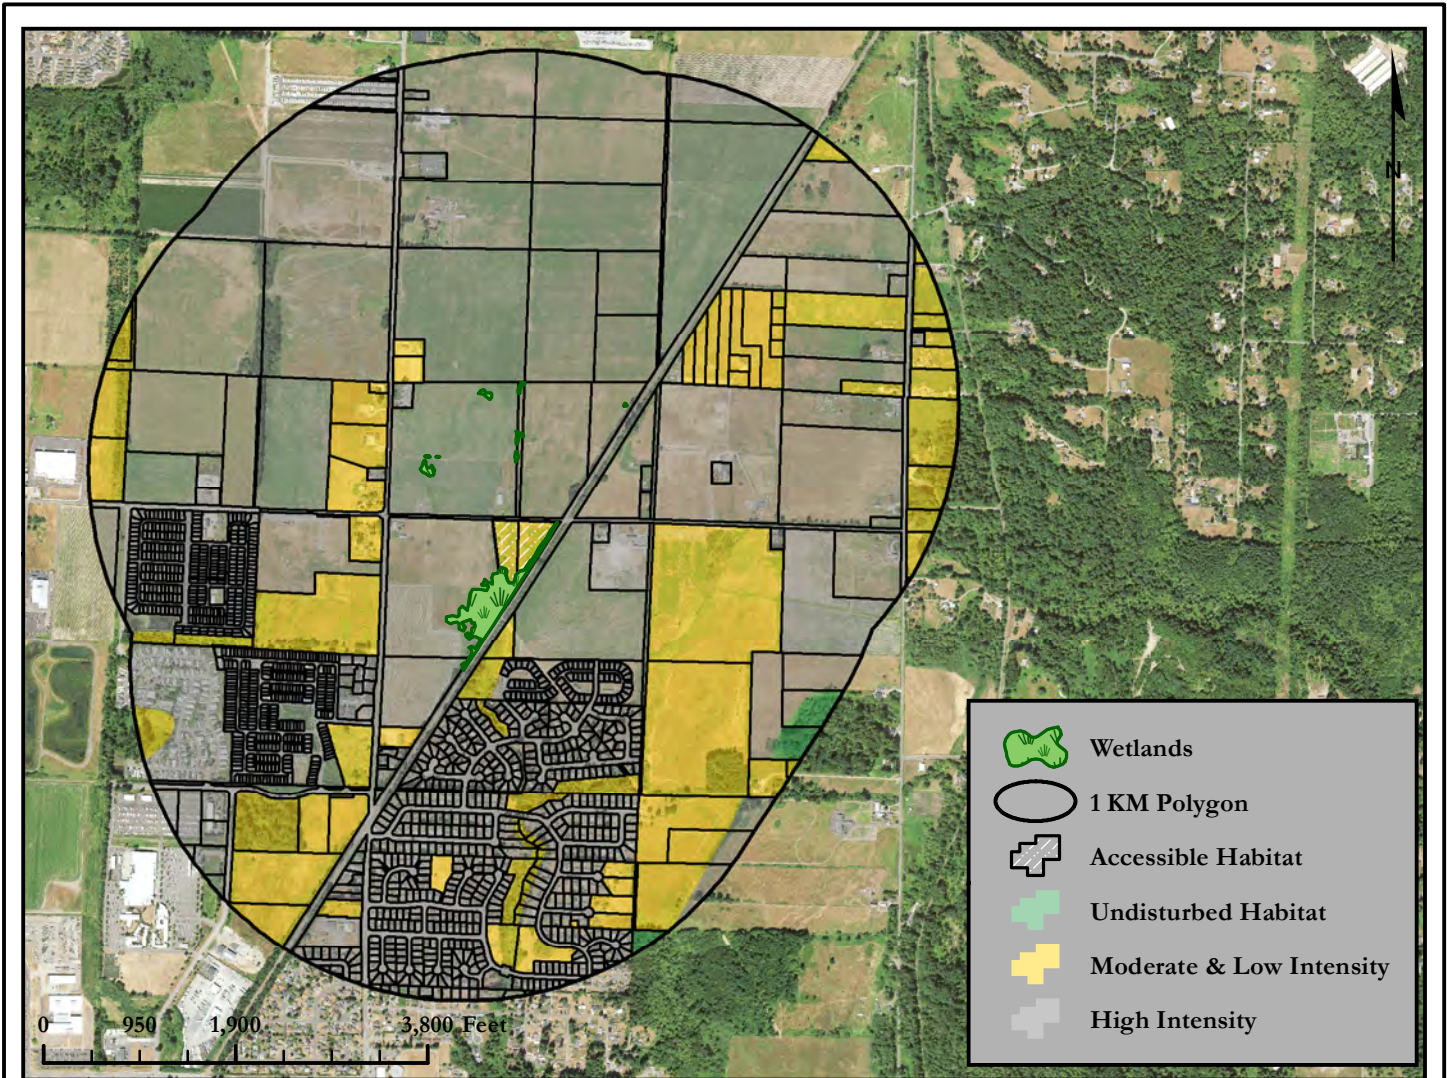 N
Wetlands
1 KM Polygon
Accessible Habitat
Undisturbed Habitat
Moderate & Low Intensity
High Intensity
0 950 1,900 3,800 Feet